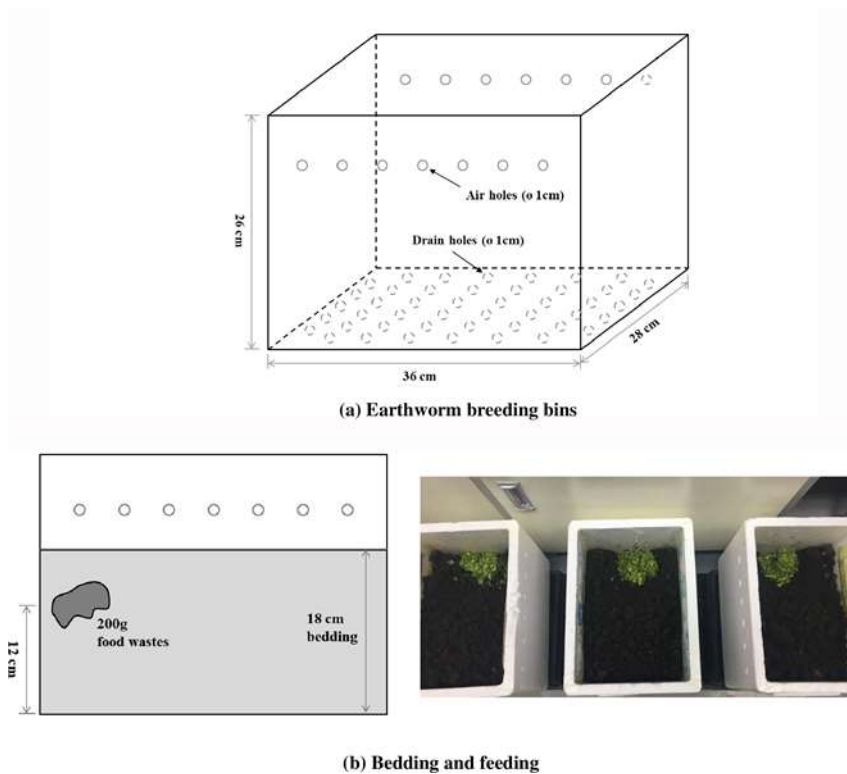 Air holes (o 1cm)
Drain holes (o 1cm)
26 cm
28 cm
36 cm
(a) Earthworm breeding bins
200g
food wastes
18 cm
bedding
12 cm
(b) Bedding and feeding